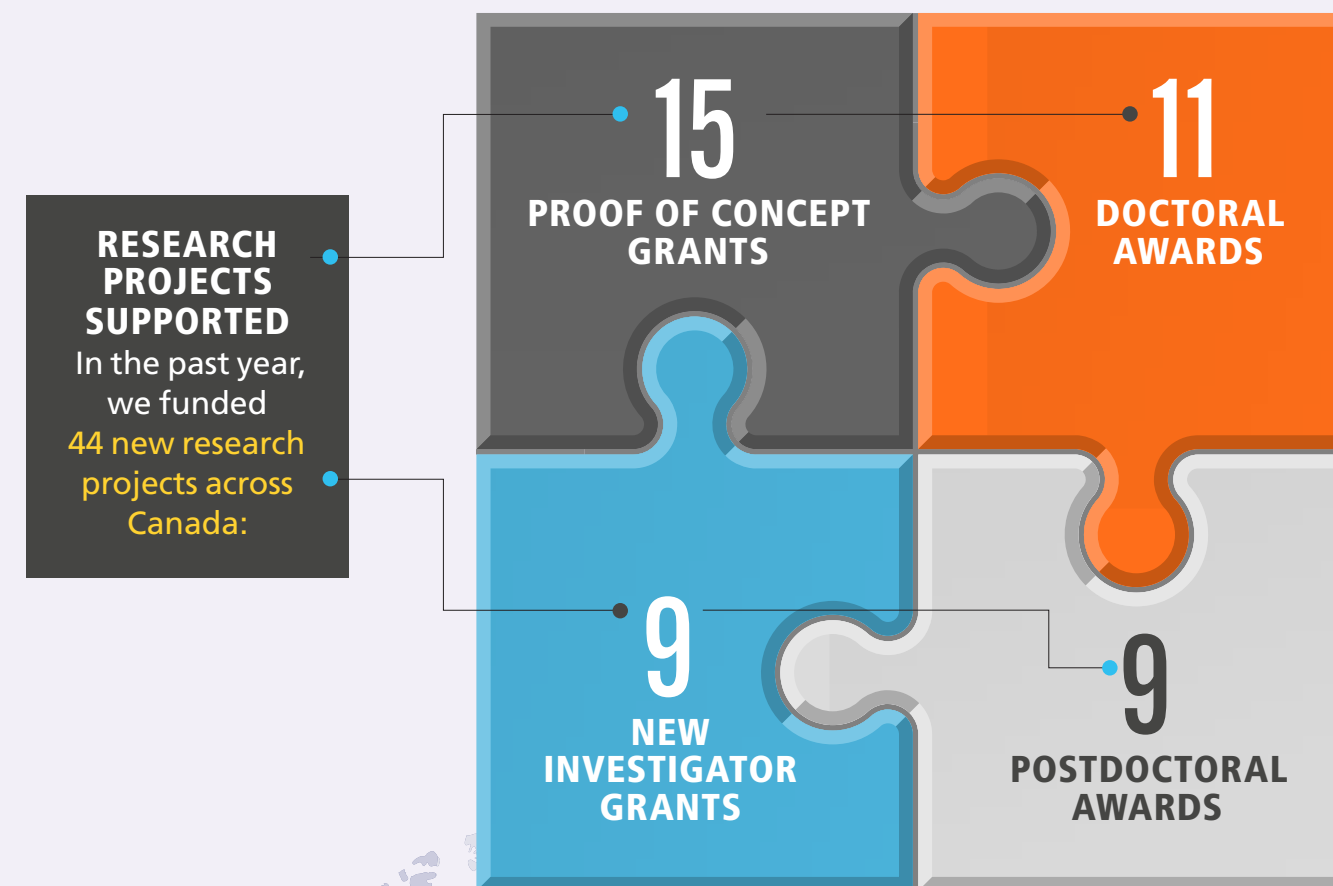 RESEARCH
PROJECTS
SUPPORTED
In the past year,
we funded
44 new research
projects across
Canada:
15
PROOF OF CONCEPT
GRANTS
11
DOCTORAL
AWARDS
9
NEW
INVESTIGATOR
GRANTS
9
POSTDOCTORAL
AWARDS